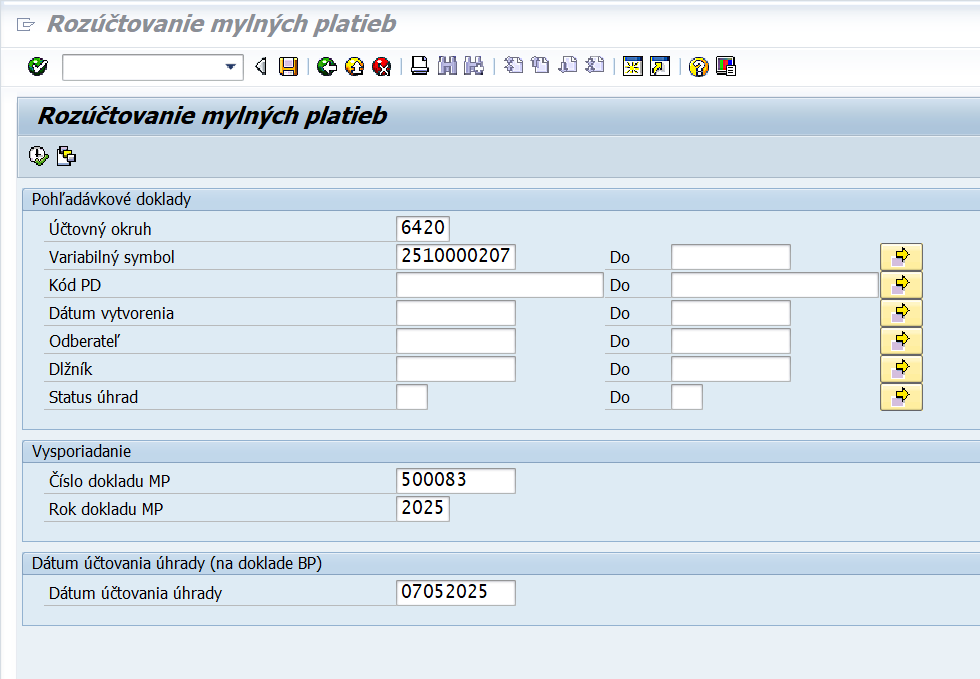 Rozúčtovanie mylných platieb
Rozúčtovanie mylných platieb
Pohľadávkové doklady
Účtovný okruh 6420
Variabilný symbol 2510000207 Do
Kód PD Do
Dátum vytvorenia Do
Odberateľ Do
Dlžník Do
Status úhrad Do
Vysporiadanie
Číslo dokladu MP 500083
Rok dokladu MP 2025
Dátum účtovania úhrady (na doklade BP)
Dátum účtovania úhrady 07052025